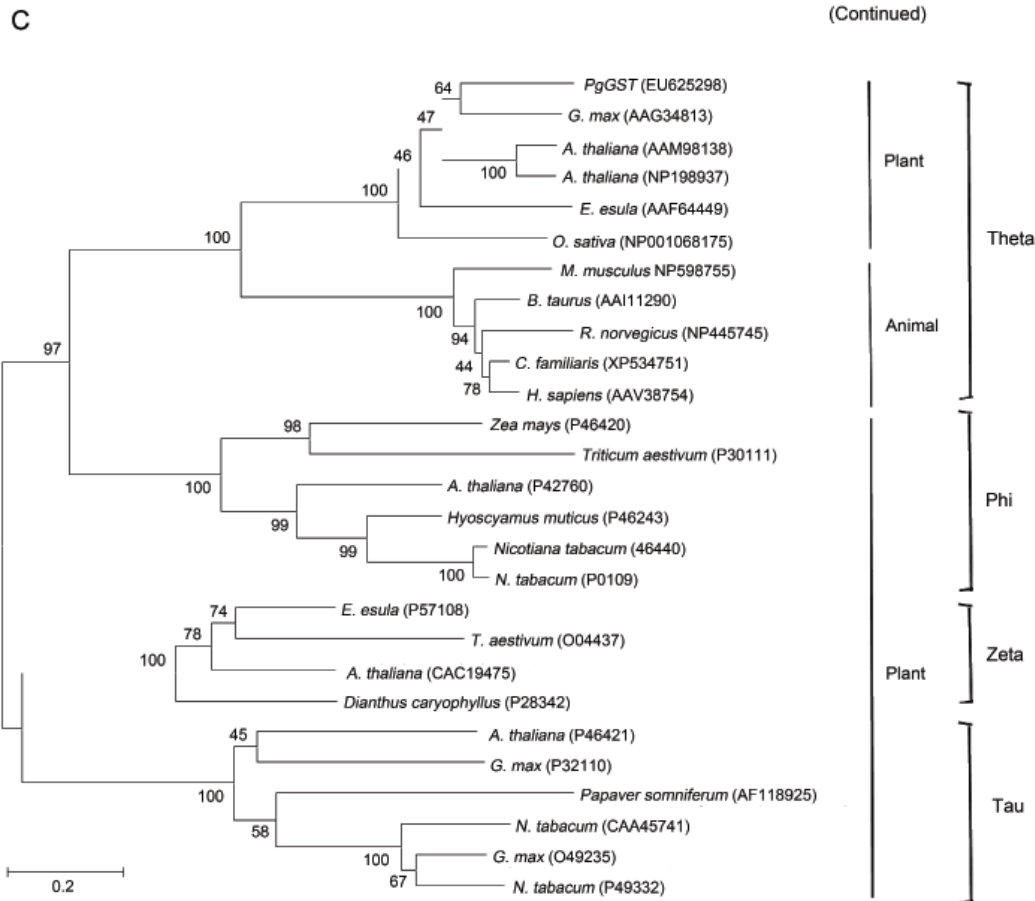 C
(Continued)
64
PgGST (EU625298)
G. max (AAG34813)
47
A. thaliana (AAM98138)
46
100
A. thaliana (NP198937)
Plant
100
E. esula (AAF64449)
100
O. sativa (NP001068175)
Theta
M. musculus NP598755)
100
B. taurus (AAI11290)
94
R. norvegicus (NP445745)
Animal
97
44
C. familiaris (XP534751)
78
H. sapiens (AAV38754)
98
Zea mays (P46420)
Triticum aestivum (P30111)
100
A. thaliana (P42760)
Phi
99
Hyoscyamus muticus (P46243)
99
Nicotiana tabacum (46440)
100
N. tabacum (P0109)
74
E. esula (P57108)
78
T. aestivum (O04437)
100
Zeta
A. thaliana (CAC19475)
Plant
Dianthus caryophyllus (P28342)
45
A. thaliana (P46421)
G. max (P32110)
100
Papaver somniferum (AF118925)
Tau
58
N. tabacum (CAA45741)
100
G. max (O49235)
67
N. tabacum (P49332)
0.2